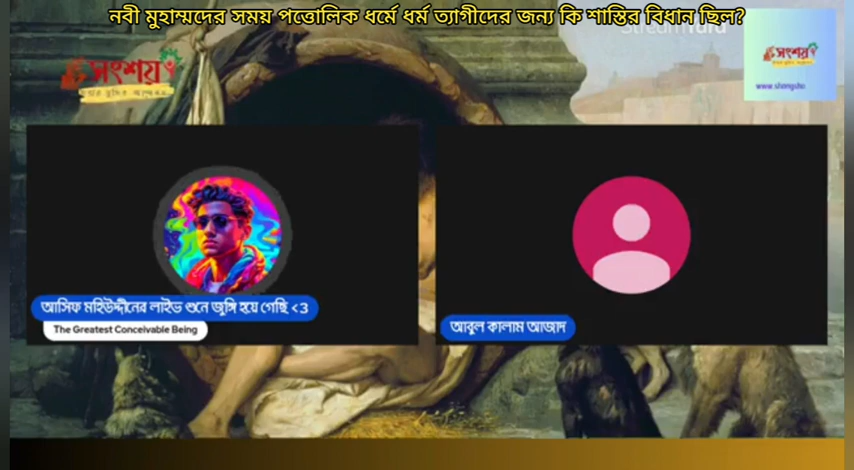 নবী মুহাম্মদের সময় পত্তোলিক ধর্মে ধর্ম ত্যাগীদের জন্য কি শাস্তির বিধান ছিল?
StreamYard
সংশয়
সংশয়
আসিফ মহিউদ্দীনের লাইভ শুনে জুঙ্গি হয়ে গেছি <3
The Greatest Conceivable Being
আবুল কালাম আজাদ